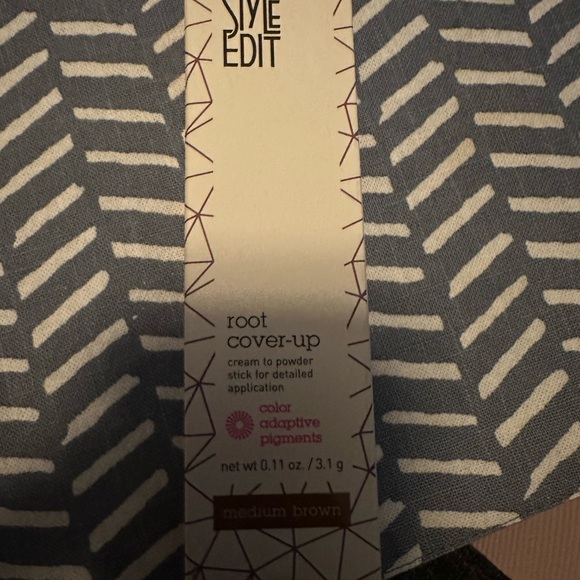 STYLE
EDIT
root
cover-up
cream to powder
stick for detailed
application
color
adaptive
pigments
net wt 0.11 oz. / 3.1 g
medium brown